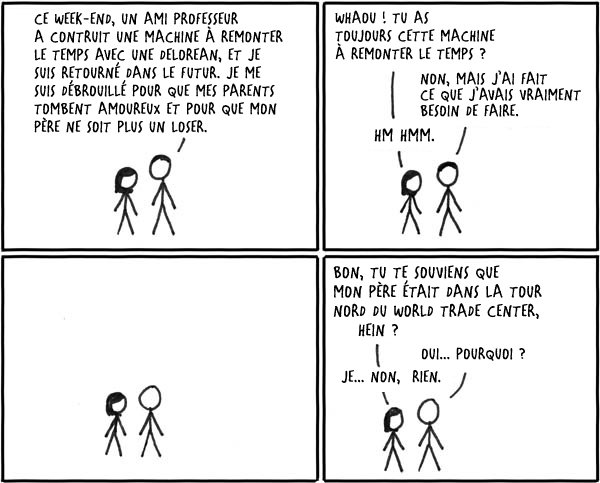 CE WEEK-END, UN AMI PROFESSEUR
A CONTRUIT UNE MACHINE À REMONTER
LE TEMPS AVEC UNE DELOREAN, ET JE
SUIS RETOURNÉ DANS LE FUTUR. JE ME
SUIS DÉBROUILLÉ POUR QUE MES PARENTS
TOMBENT AMOUREUX ET POUR QUE MON
PÈRE NE SOIT PLUS UN LOSER.
WHAOU ! TU AS
TOUJOURS CETTE MACHINE
À REMONTER LE TEMPS ?
NON, MAIS J'AI FAIT
CE QUE J'AVAIS VRAIMENT
BESOIN DE FAIRE.
HM HMM.
BON, TU TE SOUVIENS QUE
MON PÈRE ÉTAIT DANS LA TOUR
NORD DU WORLD TRADE CENTER,
HEIN ?
OUI... POURQUOI ?
JE... NON, RIEN.